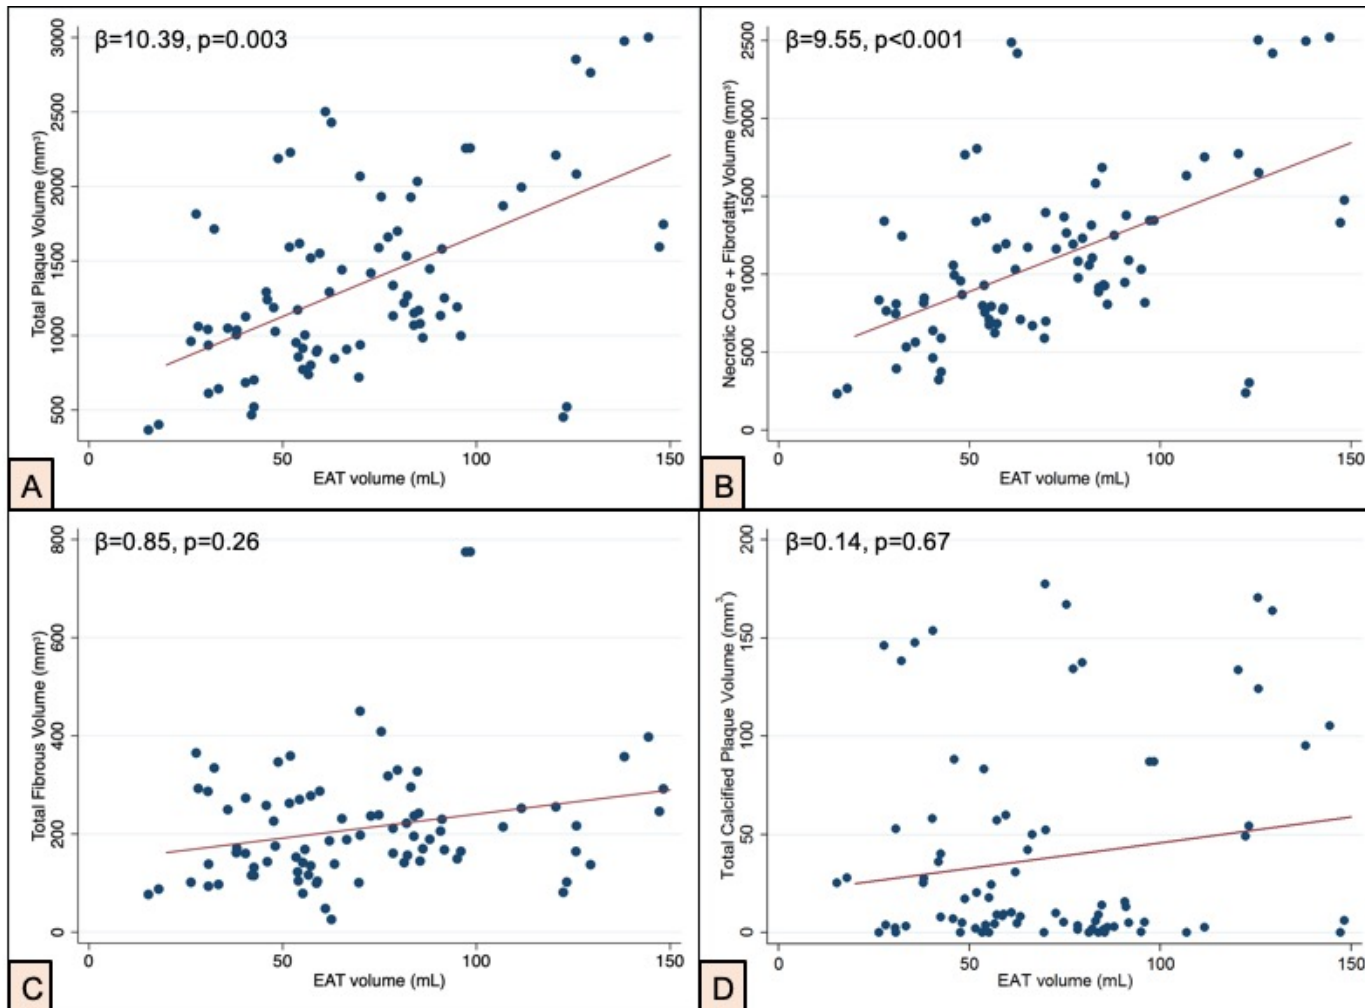 β=10.39, p=0.003
Total Plaque Volume (mm³)
3000
2500
2000
1500
1000
500
0
50
100
150
EAT volume (mL)
A
β=9.55, p<0.001
Necrotic Core + Fibrofatty Volume (mm³)
2500
2000
1500
1000
500
0
0
50
100
150
EAT volume (mL)
B
β=0.85, p=0.26
Total Fibrous Volume (mm³)
800
600
400
200
0
0
50
100
150
EAT volume (mL)
C
β=0.14, p=0.67
Total Calcified Plaque Volume (mm³)
200
150
100
50
0
0
50
100
150
EAT volume (mL)
D